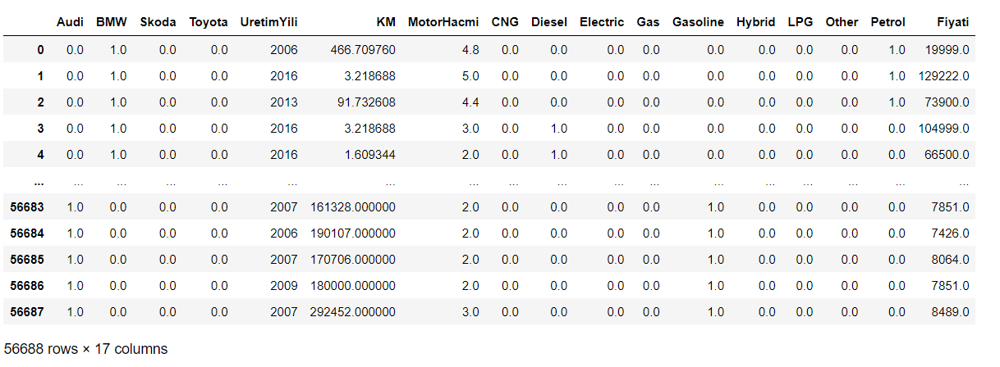 Audi BMW Skoda Toyota UretimYili KM MotorHacmi CNG Diesel Electric Gas Gasoline Hybrid LPG Other Petrol Fiyati
0 0.0 1.0 0.0 0.0 2006 466.709760 4.8 0.0 0.0 0.0 0.0 0.0 0.0 0.0 0.0 1.0 19999.0
1 0.0 1.0 0.0 0.0 2016 3.218688 5.0 0.0 0.0 0.0 0.0 0.0 0.0 0.0 0.0 1.0 129222.0
2 0.0 1.0 0.0 0.0 2013 91.732608 4.4 0.0 0.0 0.0 0.0 0.0 0.0 0.0 0.0 1.0 73900.0
3 0.0 1.0 0.0 0.0 2016 3.218688 3.0 0.0 1.0 0.0 0.0 0.0 0.0 0.0 0.0 0.0 104999.0
4 0.0 1.0 0.0 0.0 2016 1.609344 2.0 0.0 1.0 0.0 0.0 0.0 0.0 0.0 0.0 0.0 66500.0
... ... ... ... ... ... ... ... ... ... ... ... ... ... ... ... ... ...
56683 1.0 0.0 0.0 0.0 2007 161328.000000 2.0 0.0 0.0 0.0 0.0 1.0 0.0 0.0 0.0 0.0 7851.0
56684 1.0 0.0 0.0 0.0 2006 190107.000000 2.0 0.0 0.0 0.0 0.0 1.0 0.0 0.0 0.0 0.0 7426.0
56685 1.0 0.0 0.0 0.0 2007 170706.000000 2.0 0.0 0.0 0.0 0.0 1.0 0.0 0.0 0.0 0.0 8064.0
56686 1.0 0.0 0.0 0.0 2009 180000.000000 2.0 0.0 0.0 0.0 0.0 1.0 0.0 0.0 0.0 0.0 7851.0
56687 1.0 0.0 0.0 0.0 2007 292452.000000 3.0 0.0 0.0 0.0 0.0 1.0 0.0 0.0 0.0 0.0 8489.0
56688 rows × 17 columns